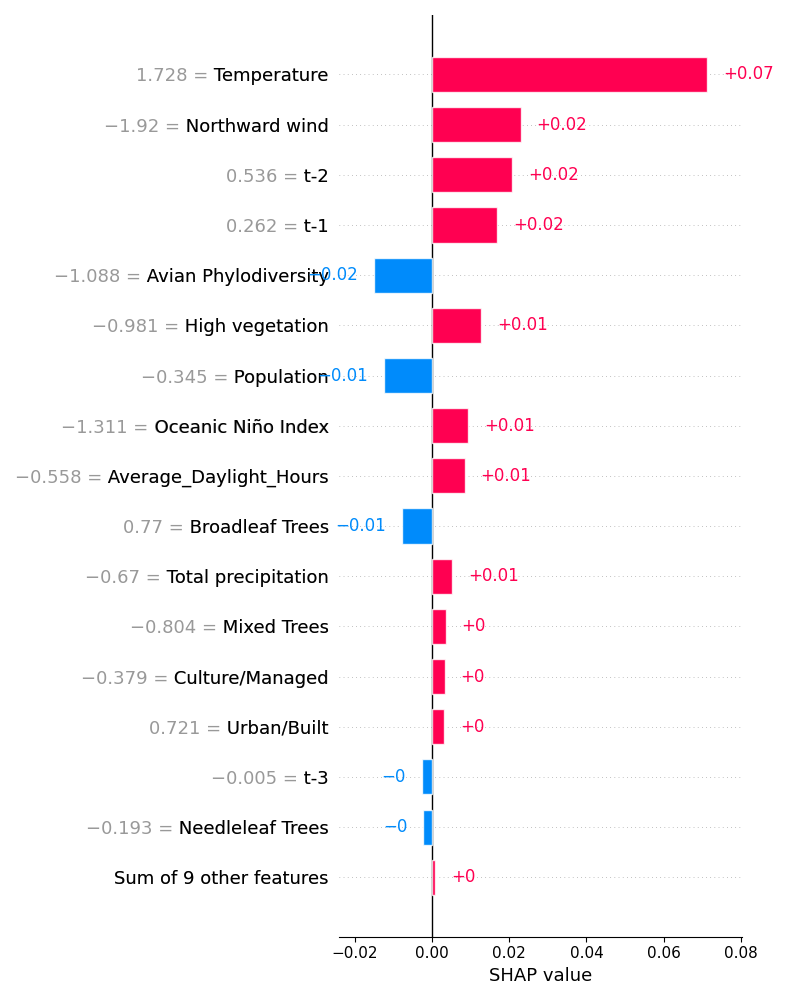 1.728 = Temperature +0.07
−1.92 = Northward wind +0.02
0.536 = t-2 +0.02
0.262 = t-1 +0.02
−1.088 = Avian Phylodiversity −0.02
−0.981 = High vegetation +0.01
−0.345 = Population −0.01
−1.311 = Oceanic Niño Index +0.01
−0.558 = Average_Daylight_Hours +0.01
0.77 = Broadleaf Trees −0.01
−0.67 = Total precipitation +0.01
−0.804 = Mixed Trees +0
−0.379 = Culture/Managed +0
0.721 = Urban/Built +0
−0.005 = t-3 −0
−0.193 = Needleleaf Trees −0
Sum of 9 other features +0
−0.02 0.00 0.02 0.04 0.06 0.08
SHAP value